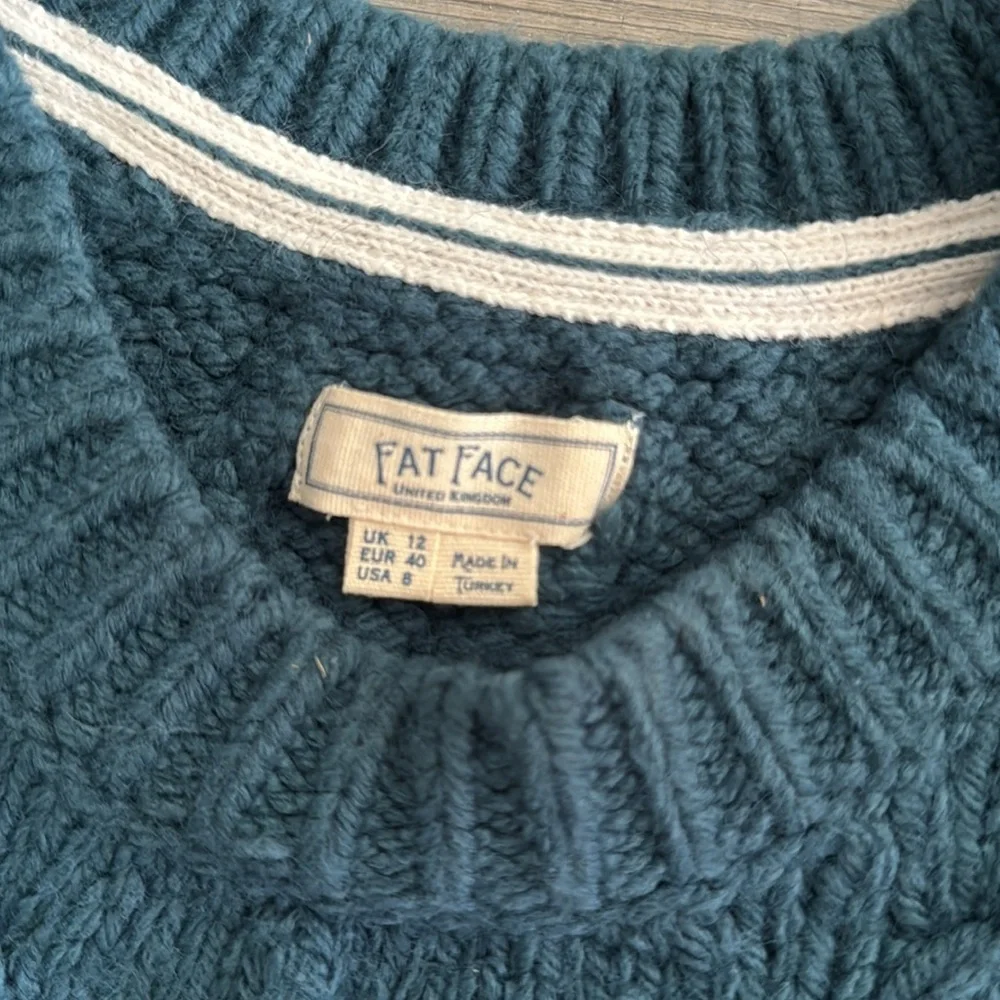 FAT FACE
UNITED KINGDOM
UK 12
EUR 40
USA 8
MADE IN
TURKEY